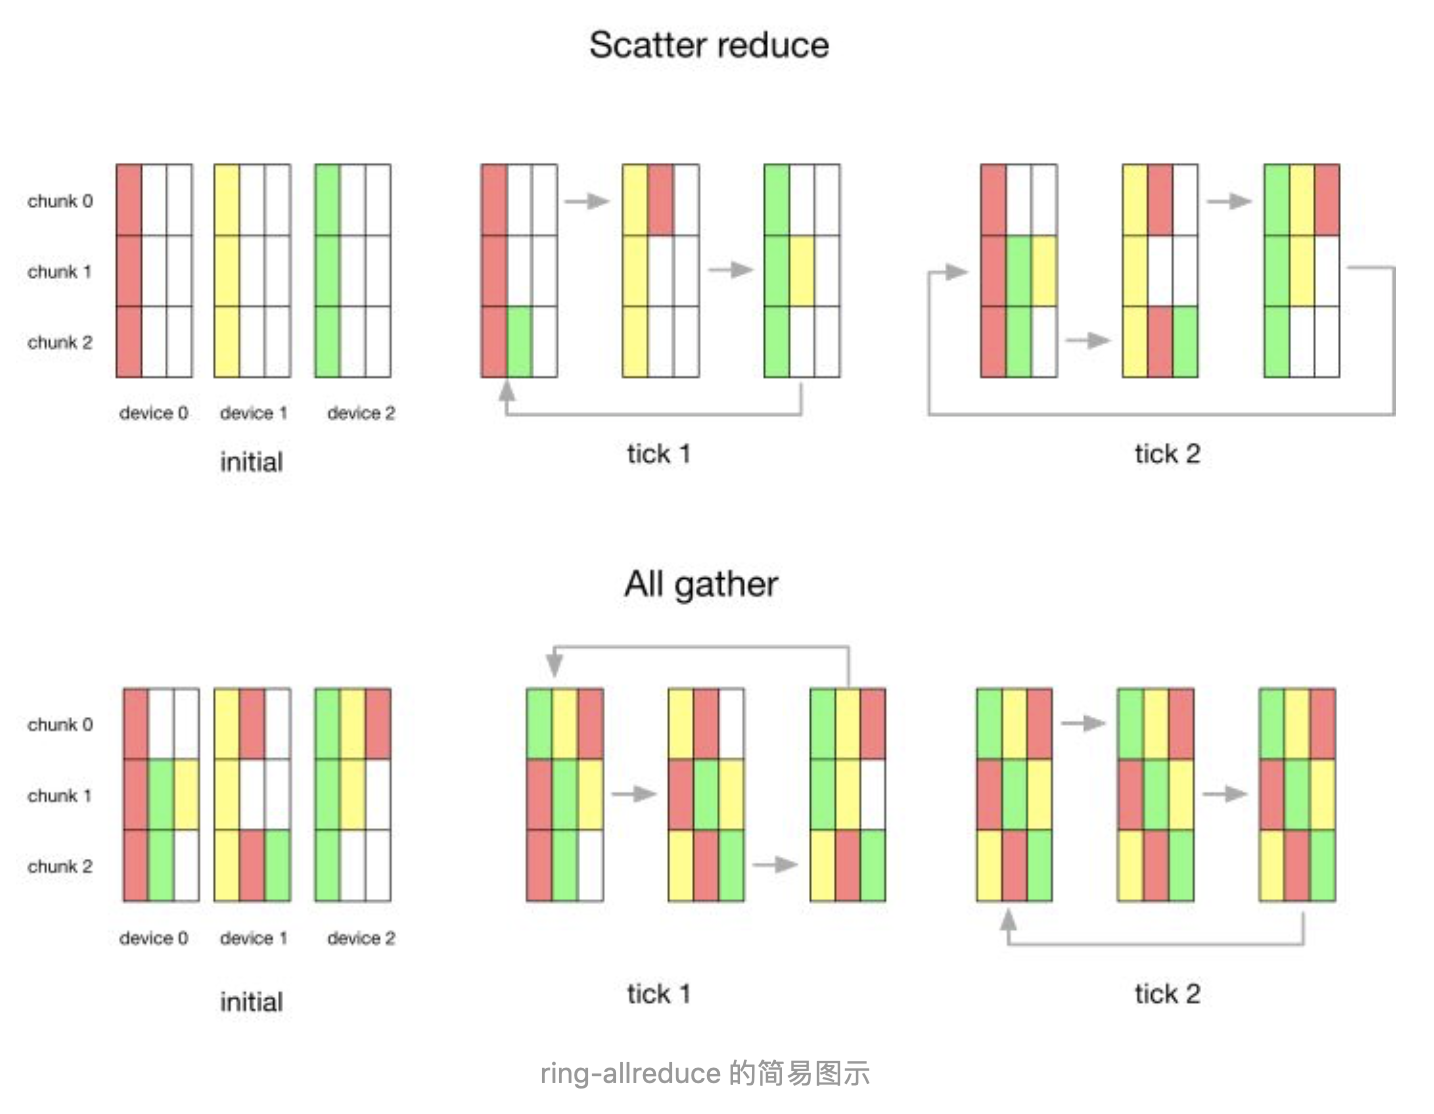 Scatter reduce
chunk 0
chunk 1
chunk 2
device 0 device 1 device 2
initial
tick 1
tick 2
All gather
chunk 0
chunk 1
chunk 2
device 0 device 1 device 2
initial
tick 1
tick 2
ring-allreduce 的简易图示